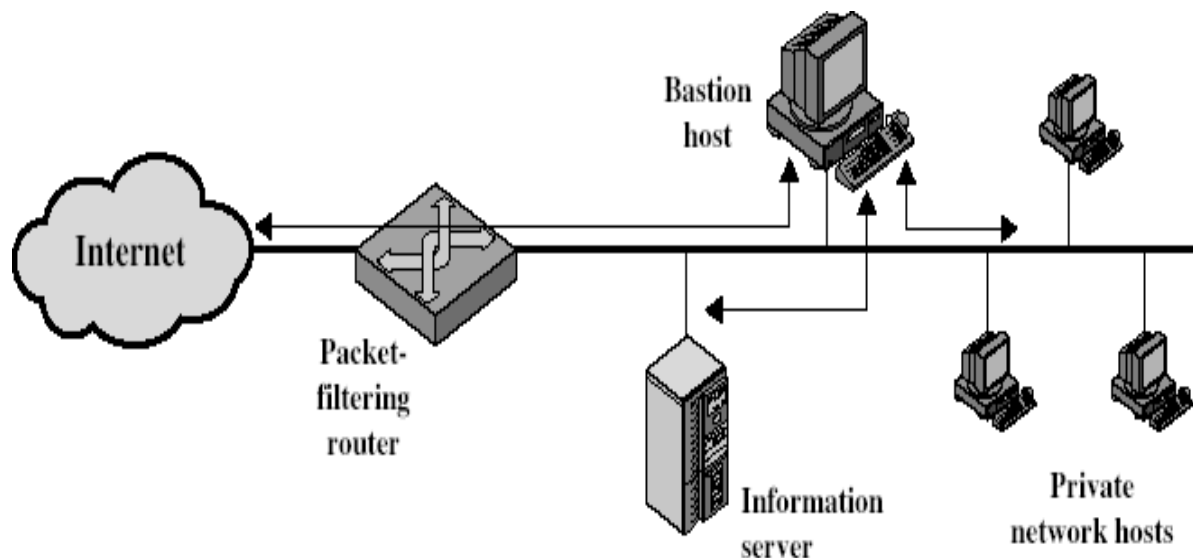 Bastion
host
Internet
Packet-
filtering
router
Information
server
Private
network hosts